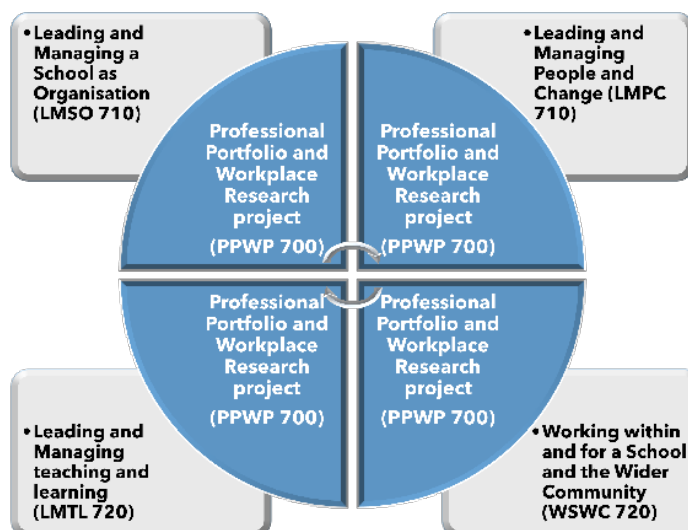 • Leading and
Managing a
School as
Organisation
(LMSO 710)
• Leading and
Managing
People and
Change (LMPC
710)
Professional
Portfolio and
Workplace
Research
project
(PPWP 700)
Professional
Portfolio and
Workplace
Research
project
(PPWP 700)
Professional
Portfolio and
Workplace
Research
project
(PPWP 700)
Professional
Portfolio and
Workplace
Research
project
(PPWP 700)
• Leading and
Managing
teaching and
learning
(LMTL 720)
• Working within
and for a School
and the Wider
Community
(WSWC 720)